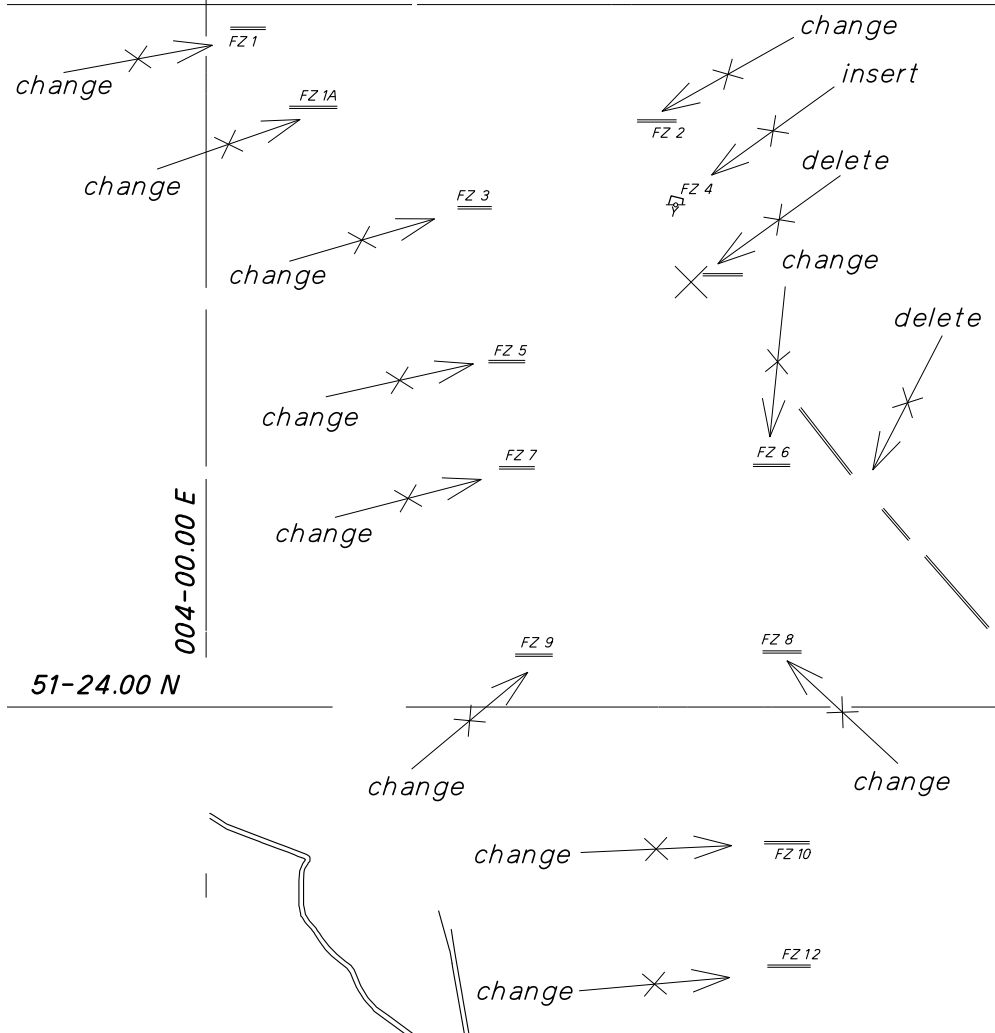 change
FZ 1
change
insert
FZ 1A
FZ 2
change
delete
FZ 4
FZ 3
change
change
delete
FZ 5
change
FZ 7
FZ 6
change
004-00.00 E
FZ 9
FZ 8
51-24.00 N
change
change
change
FZ 10
FZ 12
change